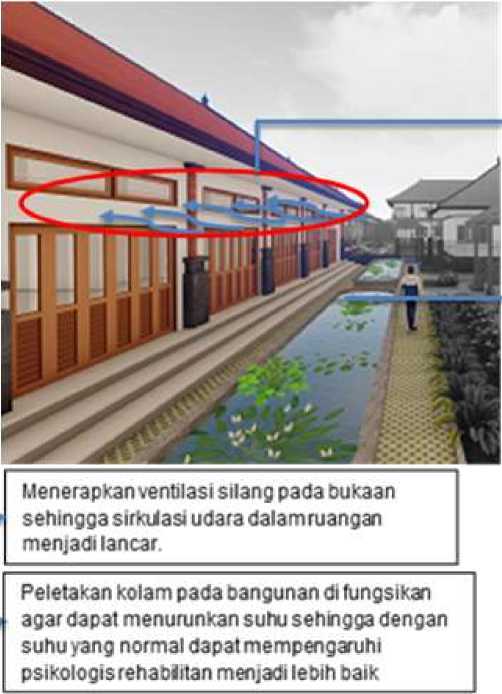 Menerapkan ventilasi silang pada bukaan
sehingga sirkulasi udara dalam ruangan
menjadi lancar.
Peletakan kolam pada bangunan di fungsikan
agar dapat menurunkan suhu sehingga dengan
suhu yang normal dapat mempengaruhi
psikologis rehabilitan menjadi lebih baik